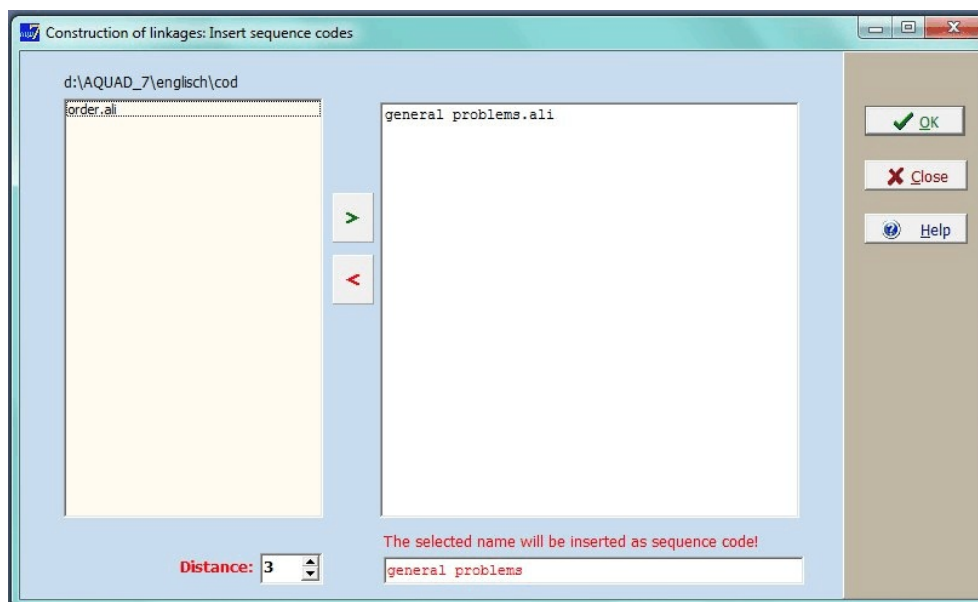 Construction of linkages: Insert sequence codes
d:\AQUAD_7\englisch\cod
order.ali
general problems.ali
>
<
OK
Close
Help
The selected name will be inserted as sequence code!
Distance: 3
general problems